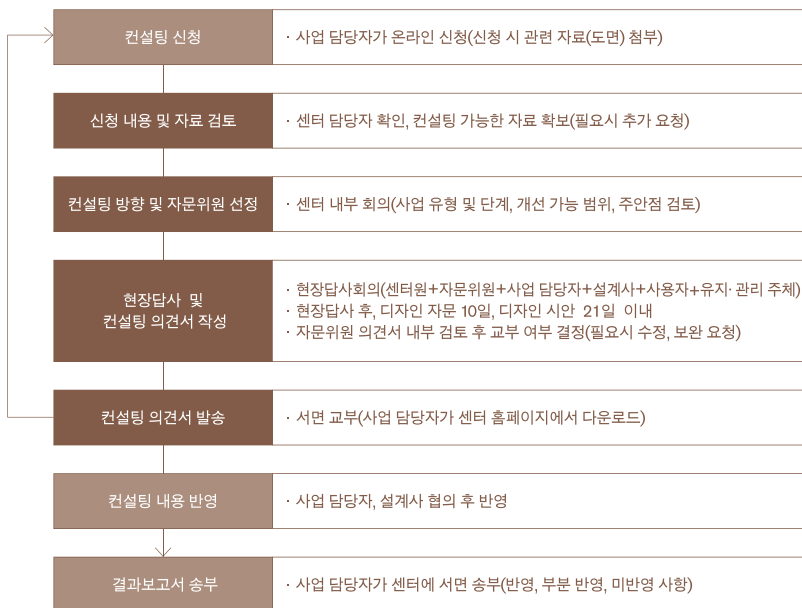 컨설팅 신청
· 사업 담당자가 온라인 신청(신청 시 관련 자료(도면) 첨부)
신청 내용 및 자료 검토
· 센터 담당자 확인, 컨설팅 가능한 자료 확보(필요시 추가 요청)
컨설팅 방향 및 자문위원 선정
· 센터 내부 회의(사업 유형 및 단계, 개선 가능 범위, 주안점 검토)
현장답사 및
컨설팅 의견서 작성
· 현장답사회의(센터원+자문위원+사업 담당자+설계사+사용자+유지·관리 주체)
· 현장답사 후, 디자인 자문 10일, 디자인 시안 21일 이내
· 자문위원 의견서 내부 검토 후 교부 여부 결정(필요시 수정, 보완 요청)
컨설팅 의견서 발송
· 서면 교부(사업 담당자가 센터 홈페이지에서 다운로드)
컨설팅 내용 반영
· 사업 담당자, 설계사 협의 후 반영
결과보고서 송부
· 사업 담당자가 센터에 서면 송부(반영, 부분 반영, 미반영 사항)